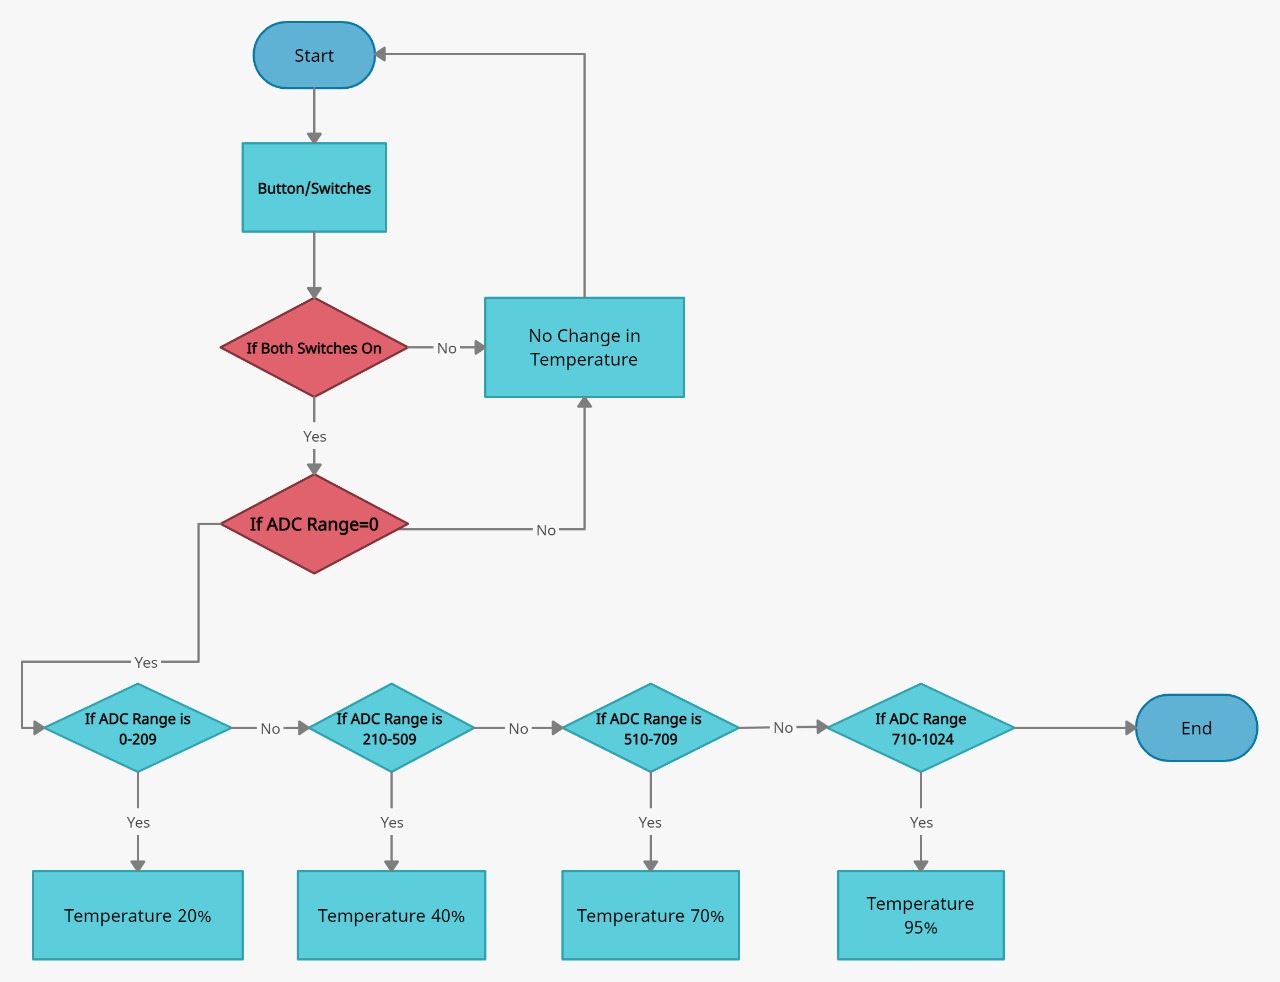 Start
Button/Switches
If Both Switches On
No
No Change in
Temperature
Yes
If ADC Range=0
No
Yes
If ADC Range is
0-209
No
If ADC Range is
210-509
No
If ADC Range is
510-709
No
If ADC Range
710-1024
End
Yes
Yes
Yes
Yes
Temperature 20%
Temperature 40%
Temperature 70%
Temperature
95%